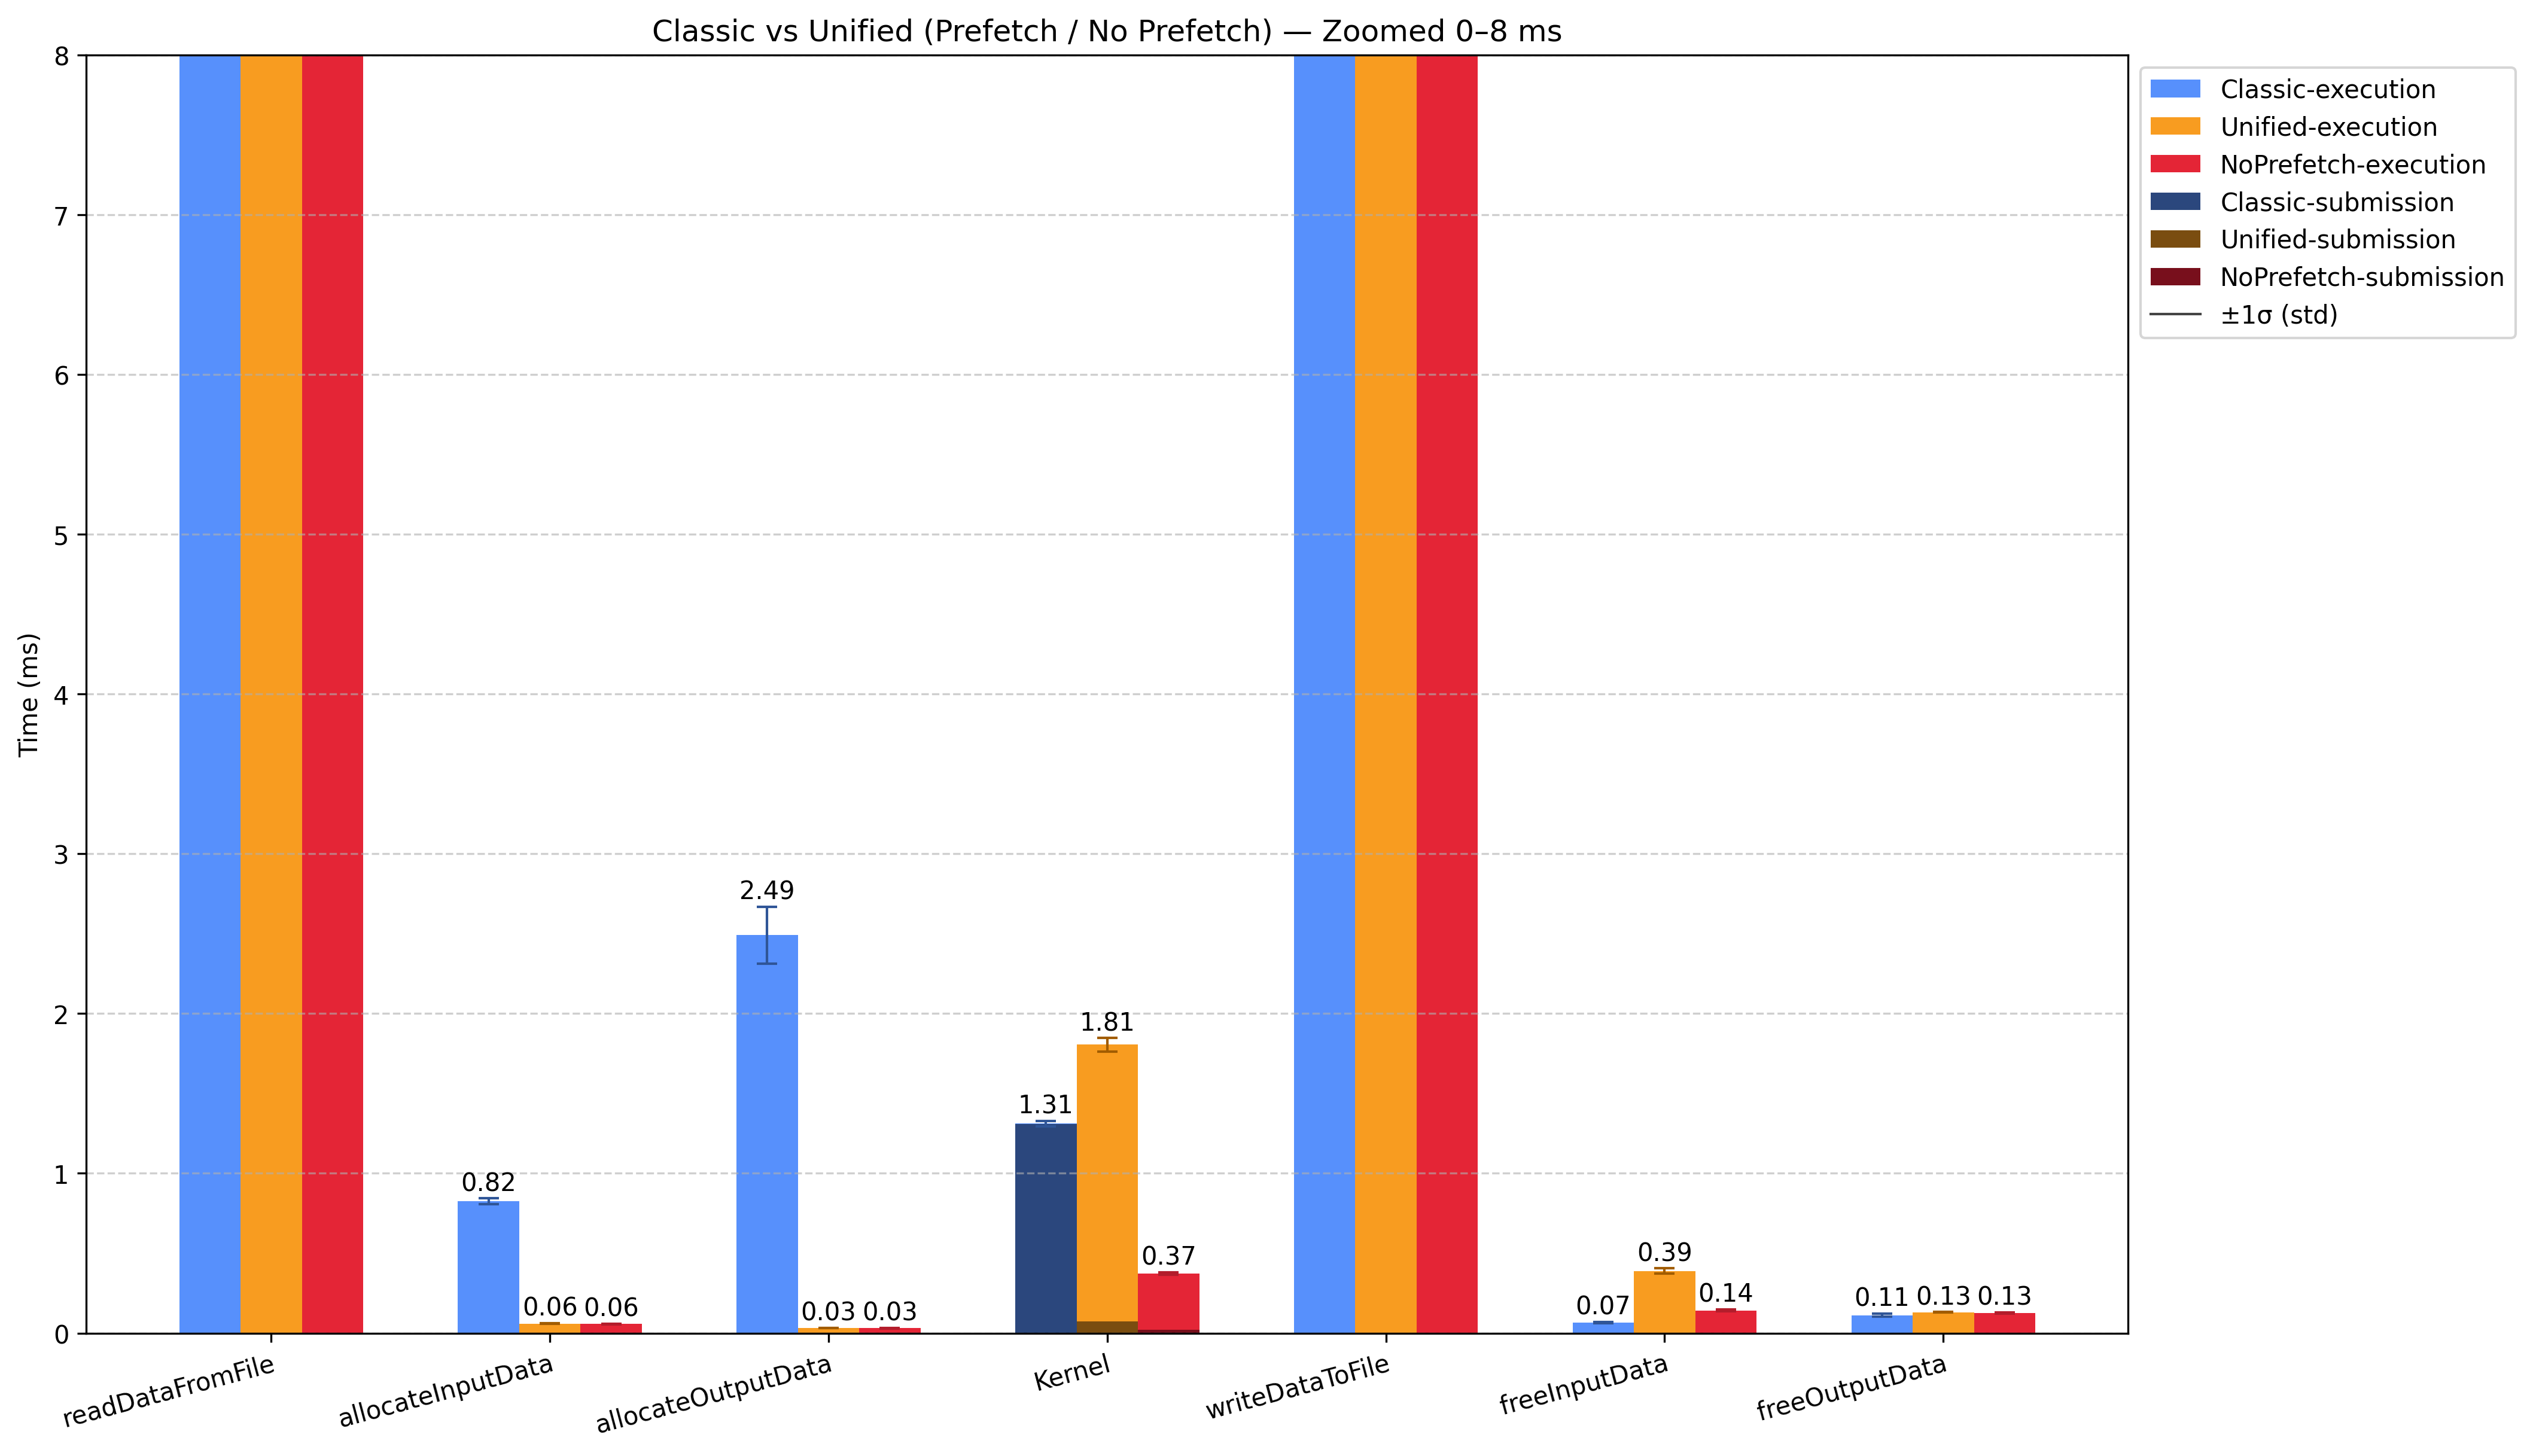 Classic vs Unified (Prefetch / No Prefetch) — Zoomed 0–8 ms
Classic-execution
Unified-execution
NoPrefetch-execution
Classic-submission
Unified-submission
NoPrefetch-submission
±1σ (std)
Time (ms)
8
7
6
5
4
3
2
1
0
0.82
0.06
0.06
2.49
0.03
0.03
1.31
1.81
0.37
0.07
0.39
0.14
0.11
0.13
0.13
readDataFromFile
allocateInputData
allocateOutputData
Kernel
writeDataToFile
freeInputData
freeOutputData